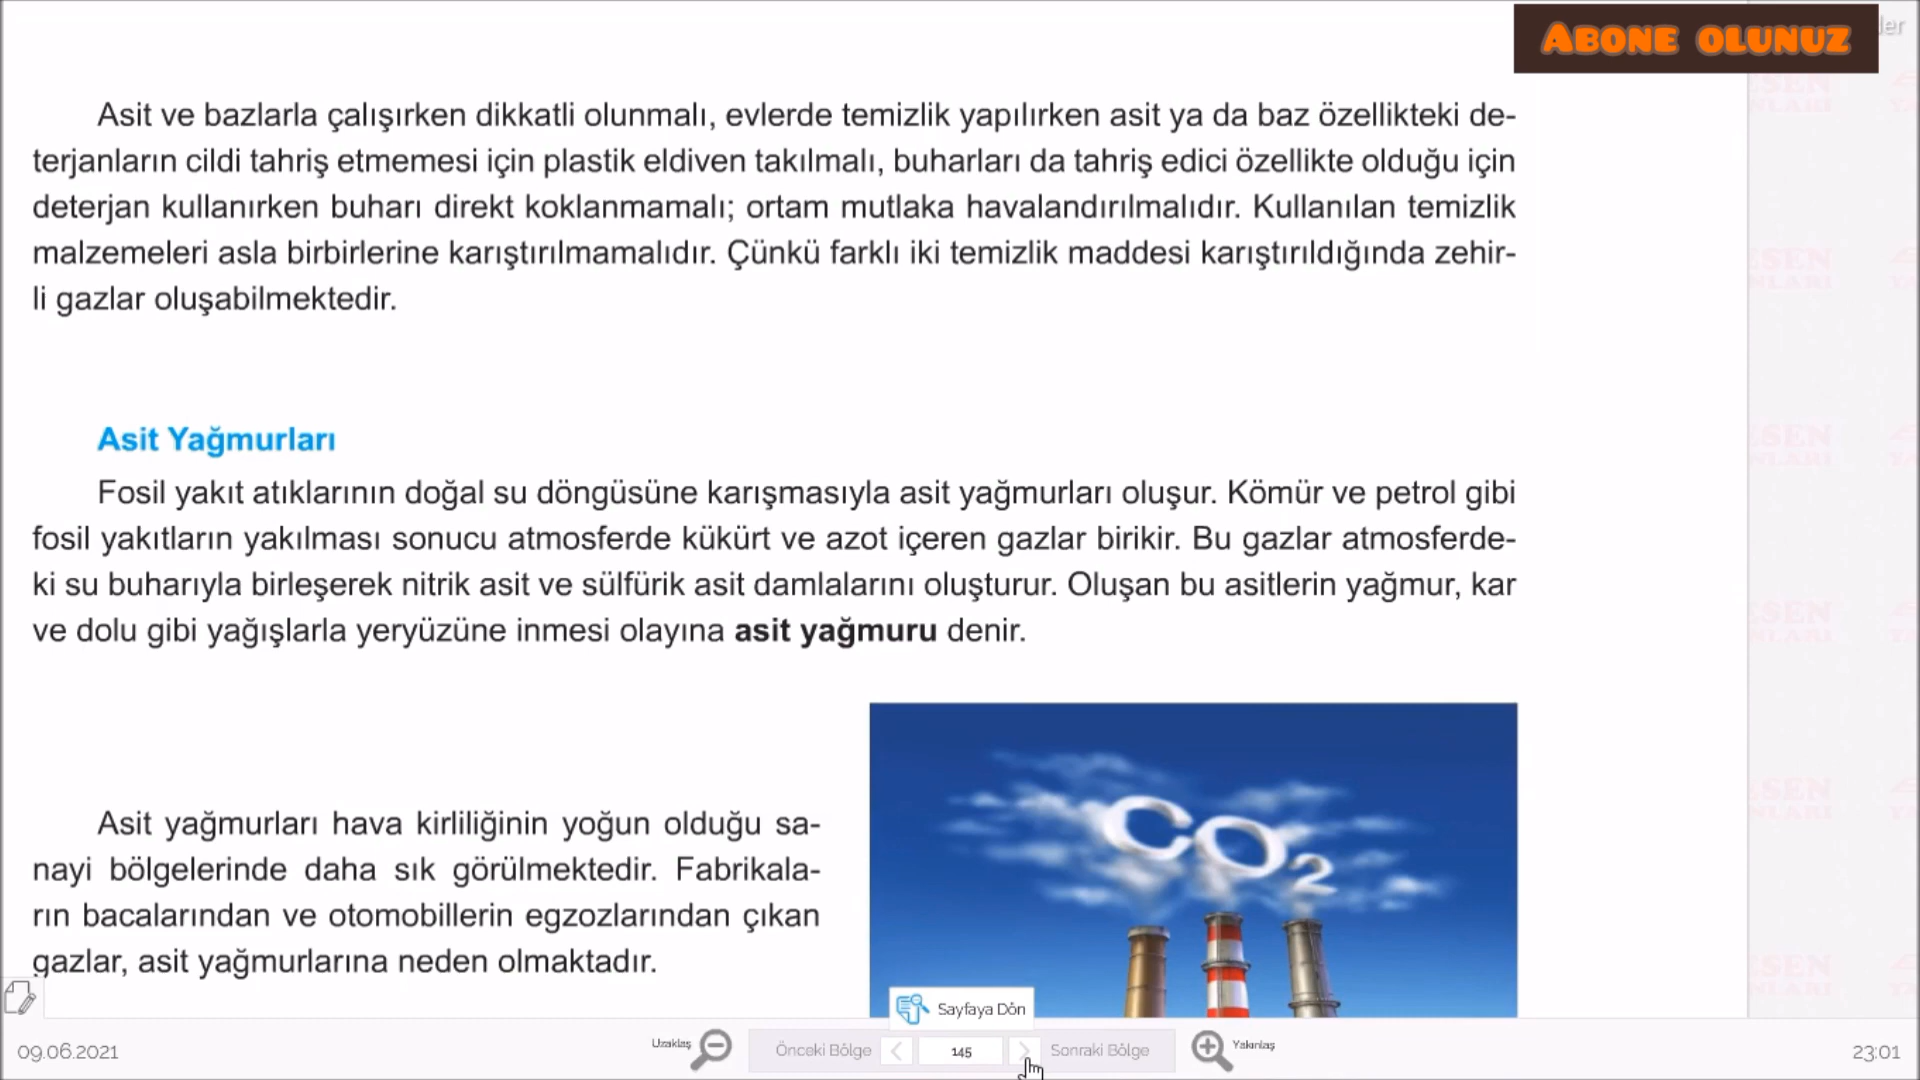 ABONE OLUNUZ
Asit ve bazlarla çalışırken dikkatli olunmalı, evlerde temizlik yapılırken asit ya da baz özellikteki de-
terjanların cildi tahriş etmemesi için plastik eldiven takılmalı, buharları da tahriş edici özellikte olduğu için
deterjan kullanırken buharı direkt koklanmamalı; ortam mutlaka havalandırılmalıdır. Kullanılan temizlik
malzemeleri asla birbirlerine karıştırılmamalıdır. Çünkü farklı iki temizlik maddesi karıştırıldığında zehir-
li gazlar oluşabilmektedir.
Asit Yağmurları
Fosil yakıt atıklarının doğal su döngüsüne karışmasıyla asit yağmurları oluşur. Kömür ve petrol gibi
fosil yakıtların yakılması sonucu atmosferde kükürt ve azot içeren gazlar birikir. Bu gazlar atmosferde-
ki su buharıyla birleşerek nitrik asit ve sülfürik asit damlalarını oluşturur. Oluşan bu asitlerin yağmur, kar
ve dolu gibi yağışlarla yeryüzüne inmesi olayına asit yağmuru denir.
Asit yağmurları hava kirliliğinin yoğun olduğu sa-
nayi bölgelerinde daha sık görülmektedir. Fabrikala-
rın bacalarından ve otomobillerin egzozlarından çıkan
gazlar, asit yağmurlarına neden olmaktadır.
CO2
Sayfaya Dön
09.06.2021
Uzaklaş
Önceki Bölge
145
Sonraki Bölge
Yakınlaş
23:01